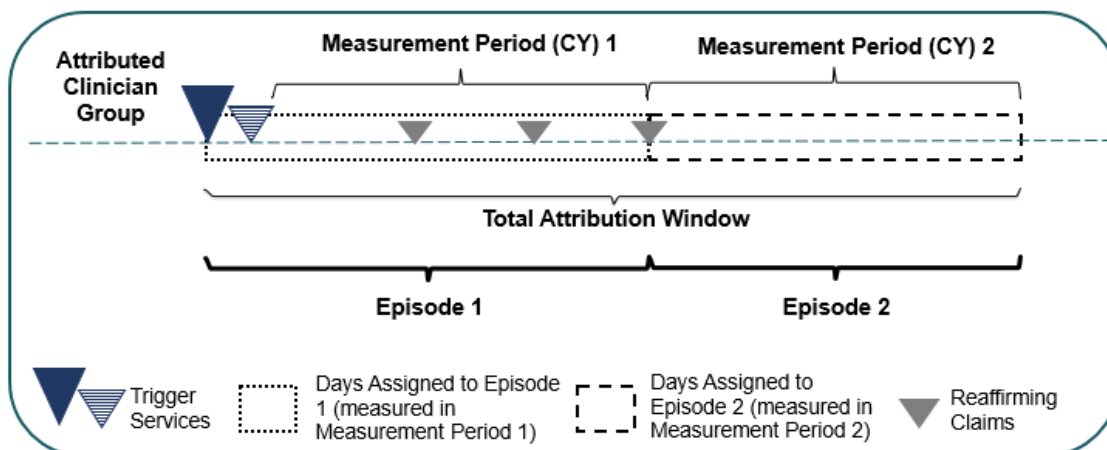 Attributed
Clinician
Group
Measurement Period (CY) 1
Measurement Period (CY) 2
Total Attribution Window
Episode 1
Episode 2
Trigger
Services
Days Assigned to Episode
1 (measured in
Measurement Period 1)
Days Assigned to
Episode 2 (measured in
Measurement Period 2)
Reaffirming
Claims